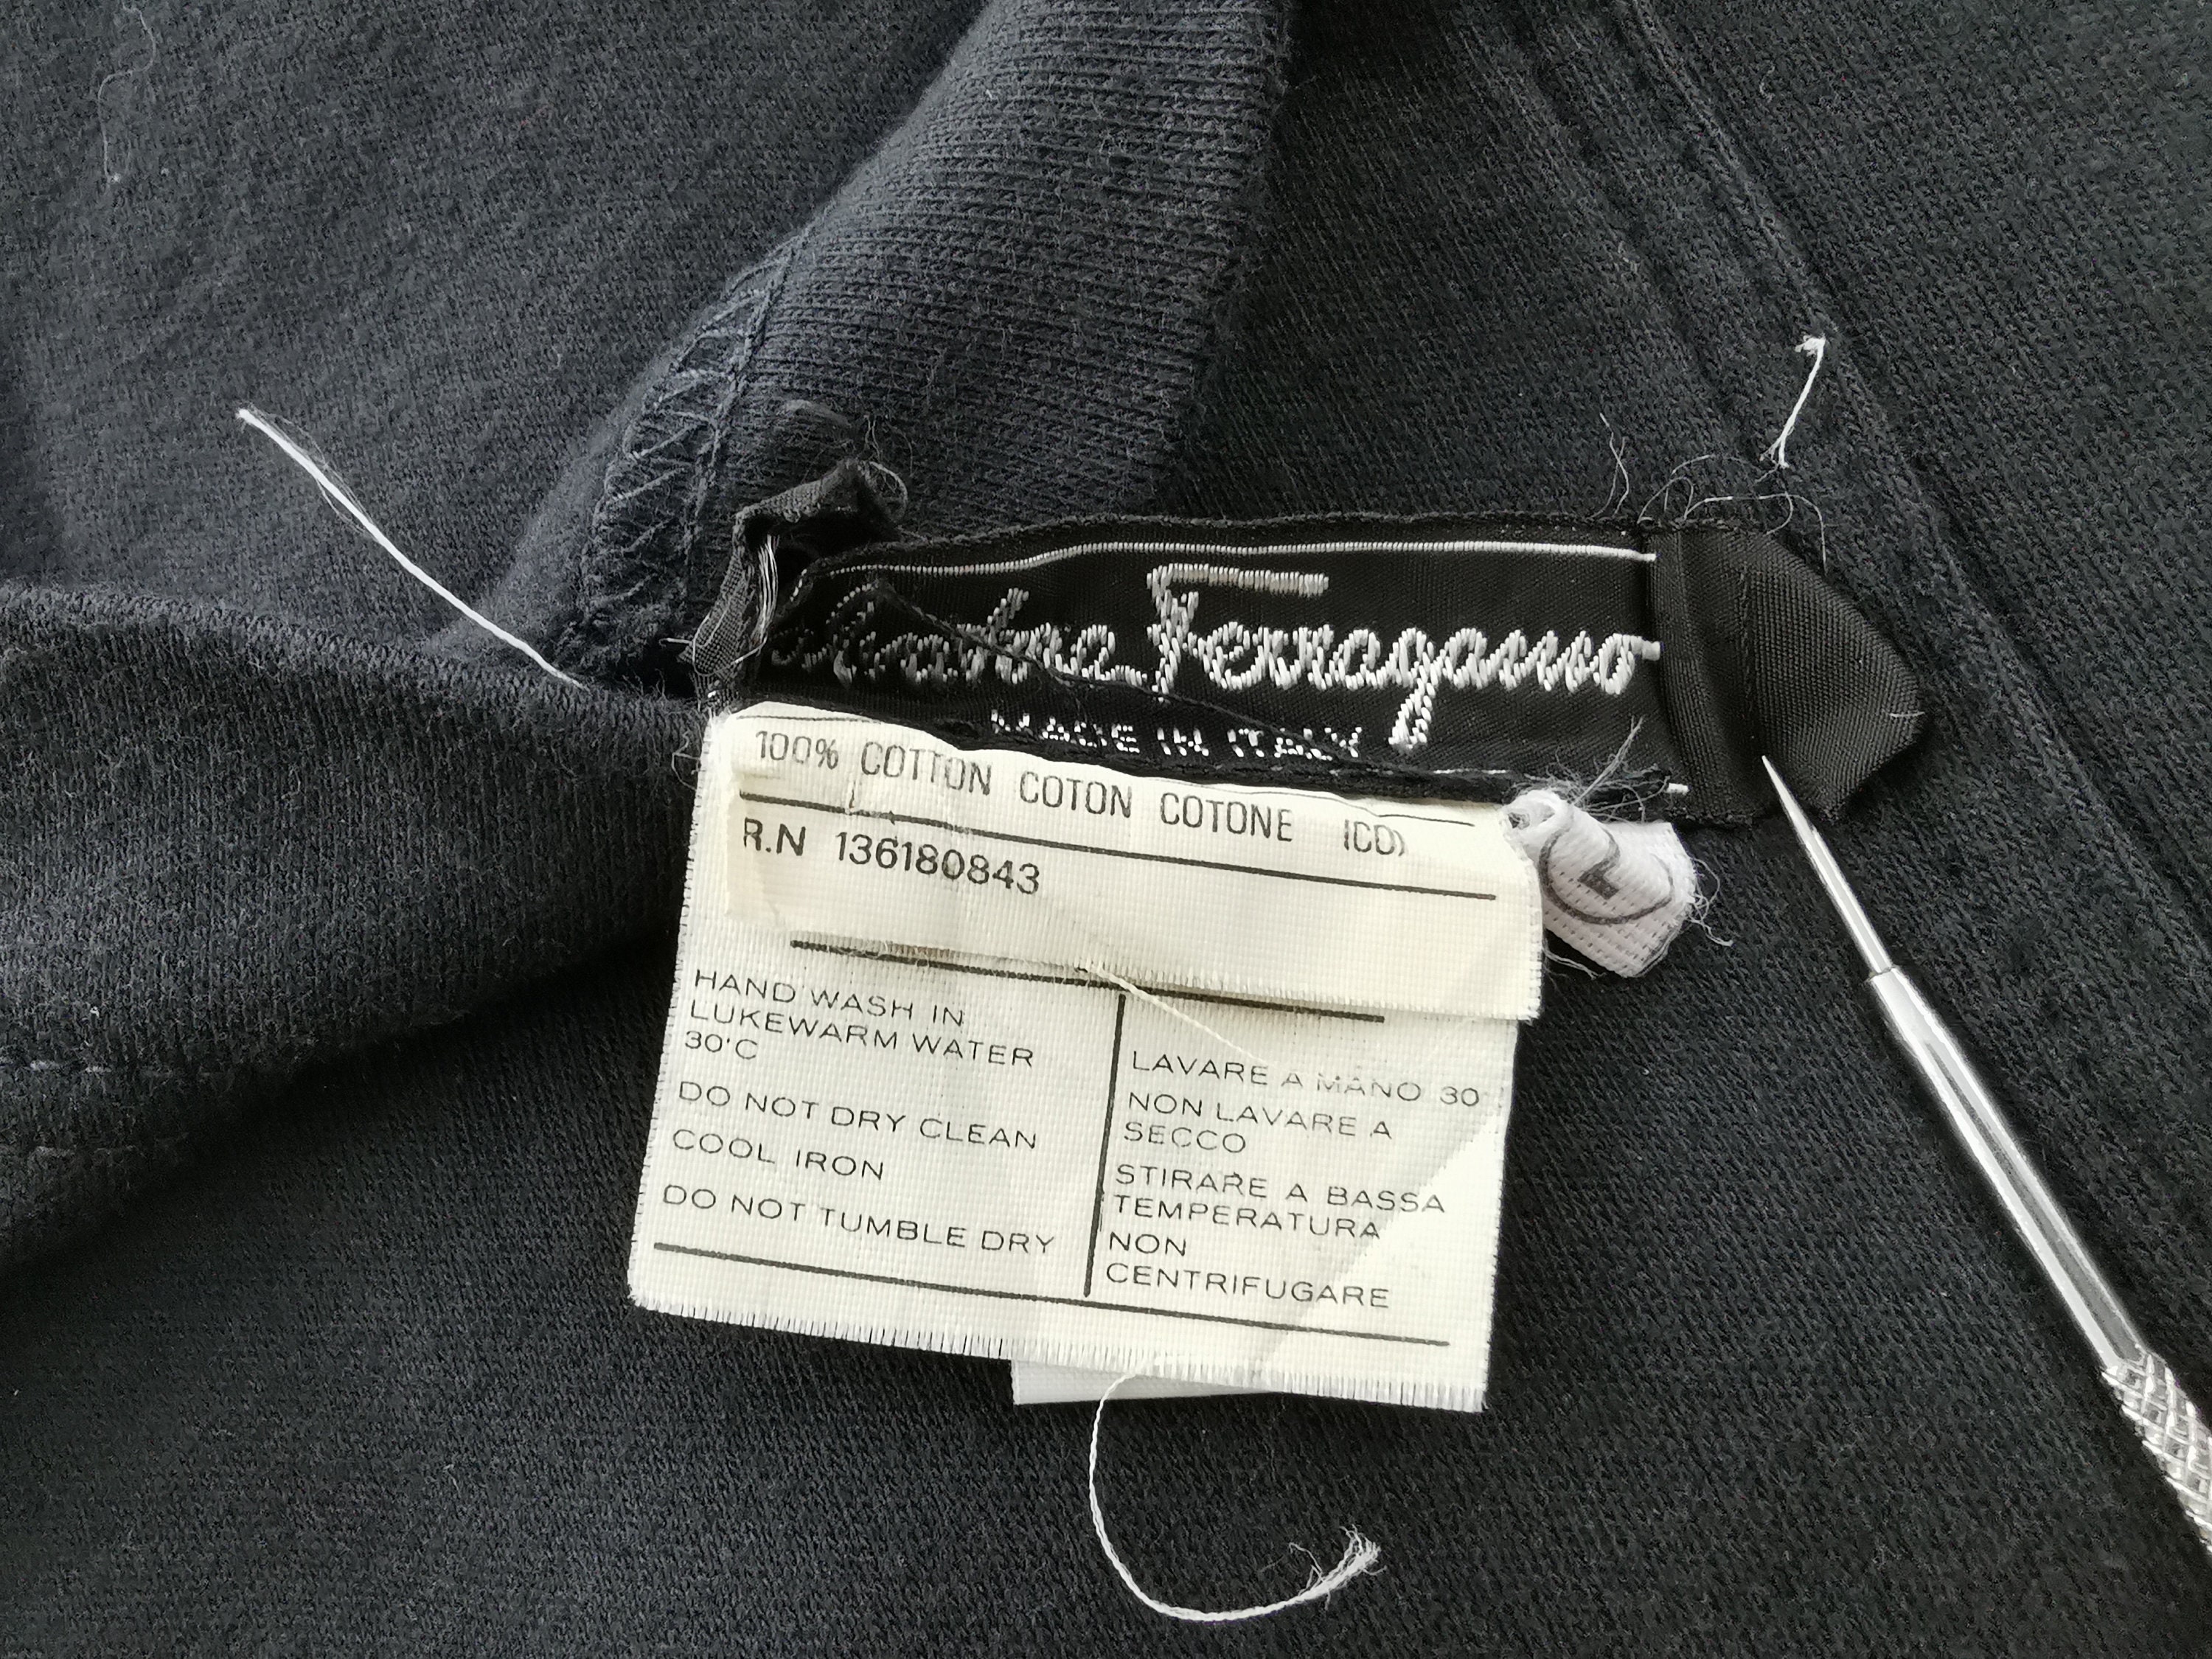 Salvatore Ferragamo
MADE IN ITALY
100% COTTON COTON COTONE (CO)
R.N 136180843
L
HAND WASH IN
LUKEWARM WATER
30°C
DO NOT DRY CLEAN
COOL IRON
DO NOT TUMBLE DRY
LAVARE A MANO 30°
NON LAVARE A
SECCO
STIRARE A BASSA
TEMPERATURA
NON
CENTRIFUGARE